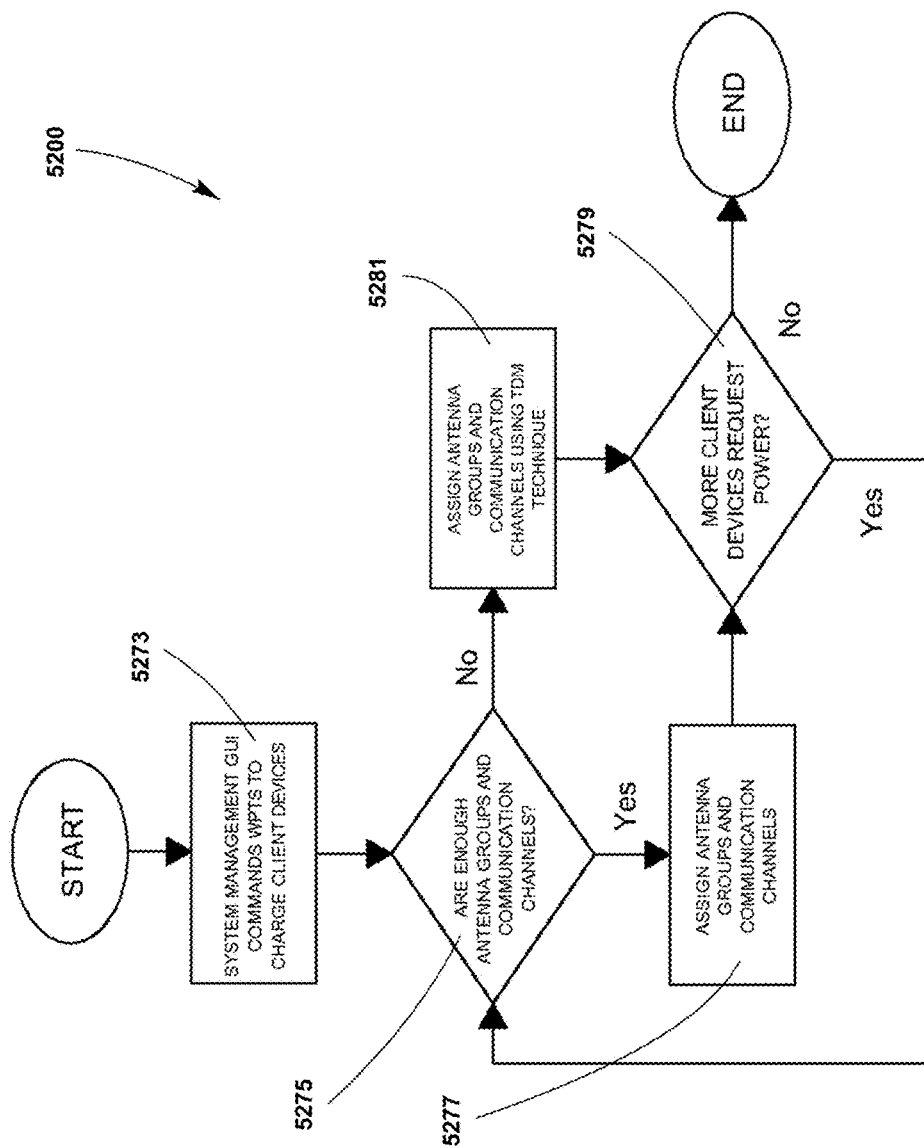 5200
START
5273
SYSTEM MANAGEMENT GUI
COMMANDS WPTS TO
CHARGE CLIENT DEVICES
5275
ARE ENOUGH
ANTENNA GROUPS AND
COMMUNICATION
CHANNELS?
No
Yes
5281
ASSIGN ANTENNA
GROUPS AND
COMMUNICATION
CHANNELS USING TDM
TECHNIQUE
5277
ASSIGN ANTENNA
GROUPS AND
COMMUNICATION
CHANNELS
5279
MORE CLIENT
DEVICES REQUEST
POWER?
No
Yes
END